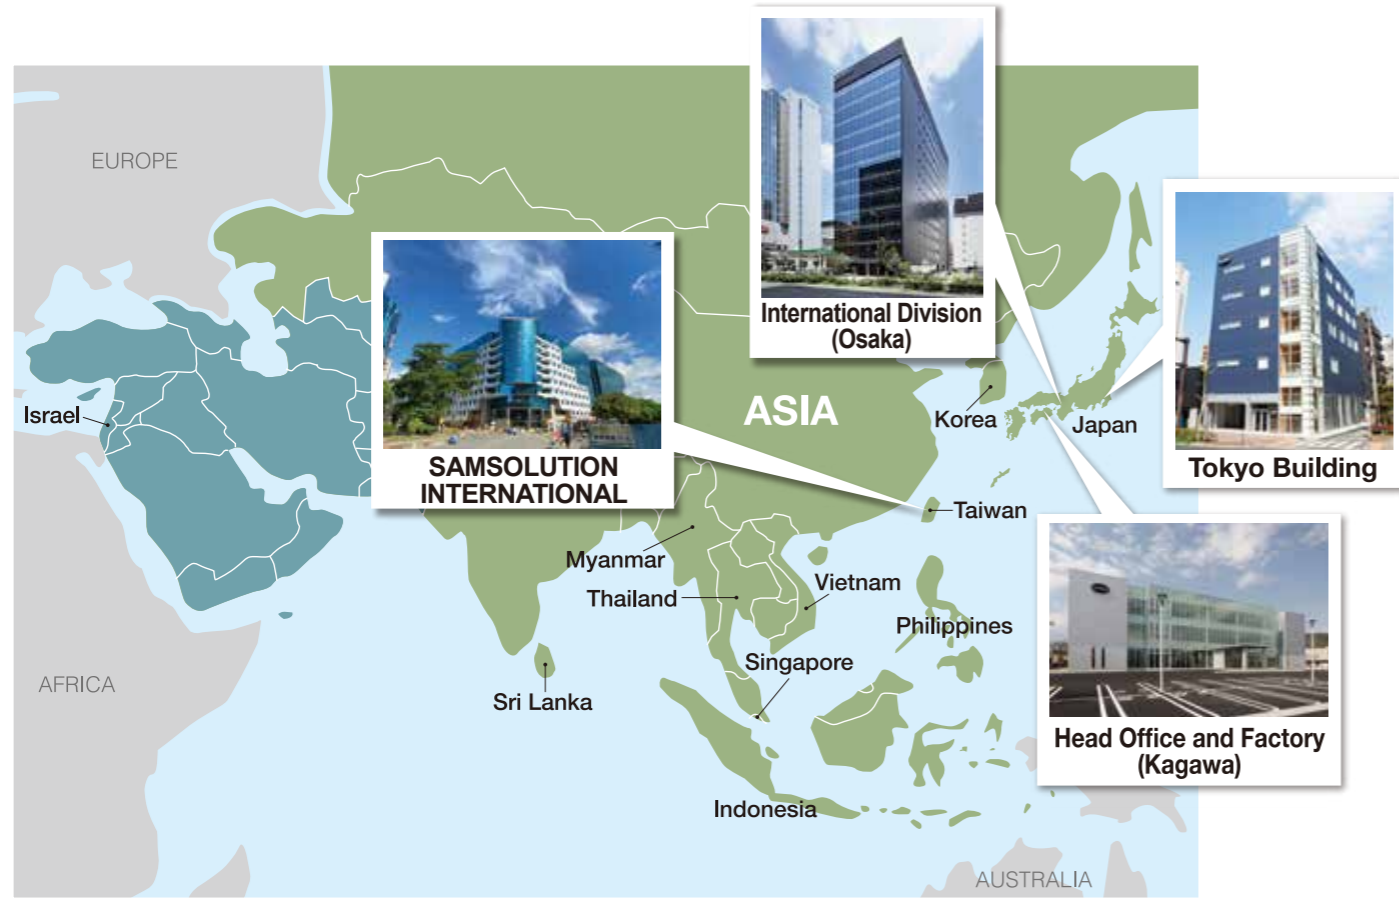 EUROPE
International Division
(Osaka)
Israel
ASIA
Korea
Japan
SAMSOLUTION
INTERNATIONAL
Tokyo Building
Taiwan
Myanmar
Thailand
Vietnam
Philippines
Singapore
Sri Lanka
AFRICA
Head Office and Factory
(Kagawa)
Indonesia
AUSTRALIA